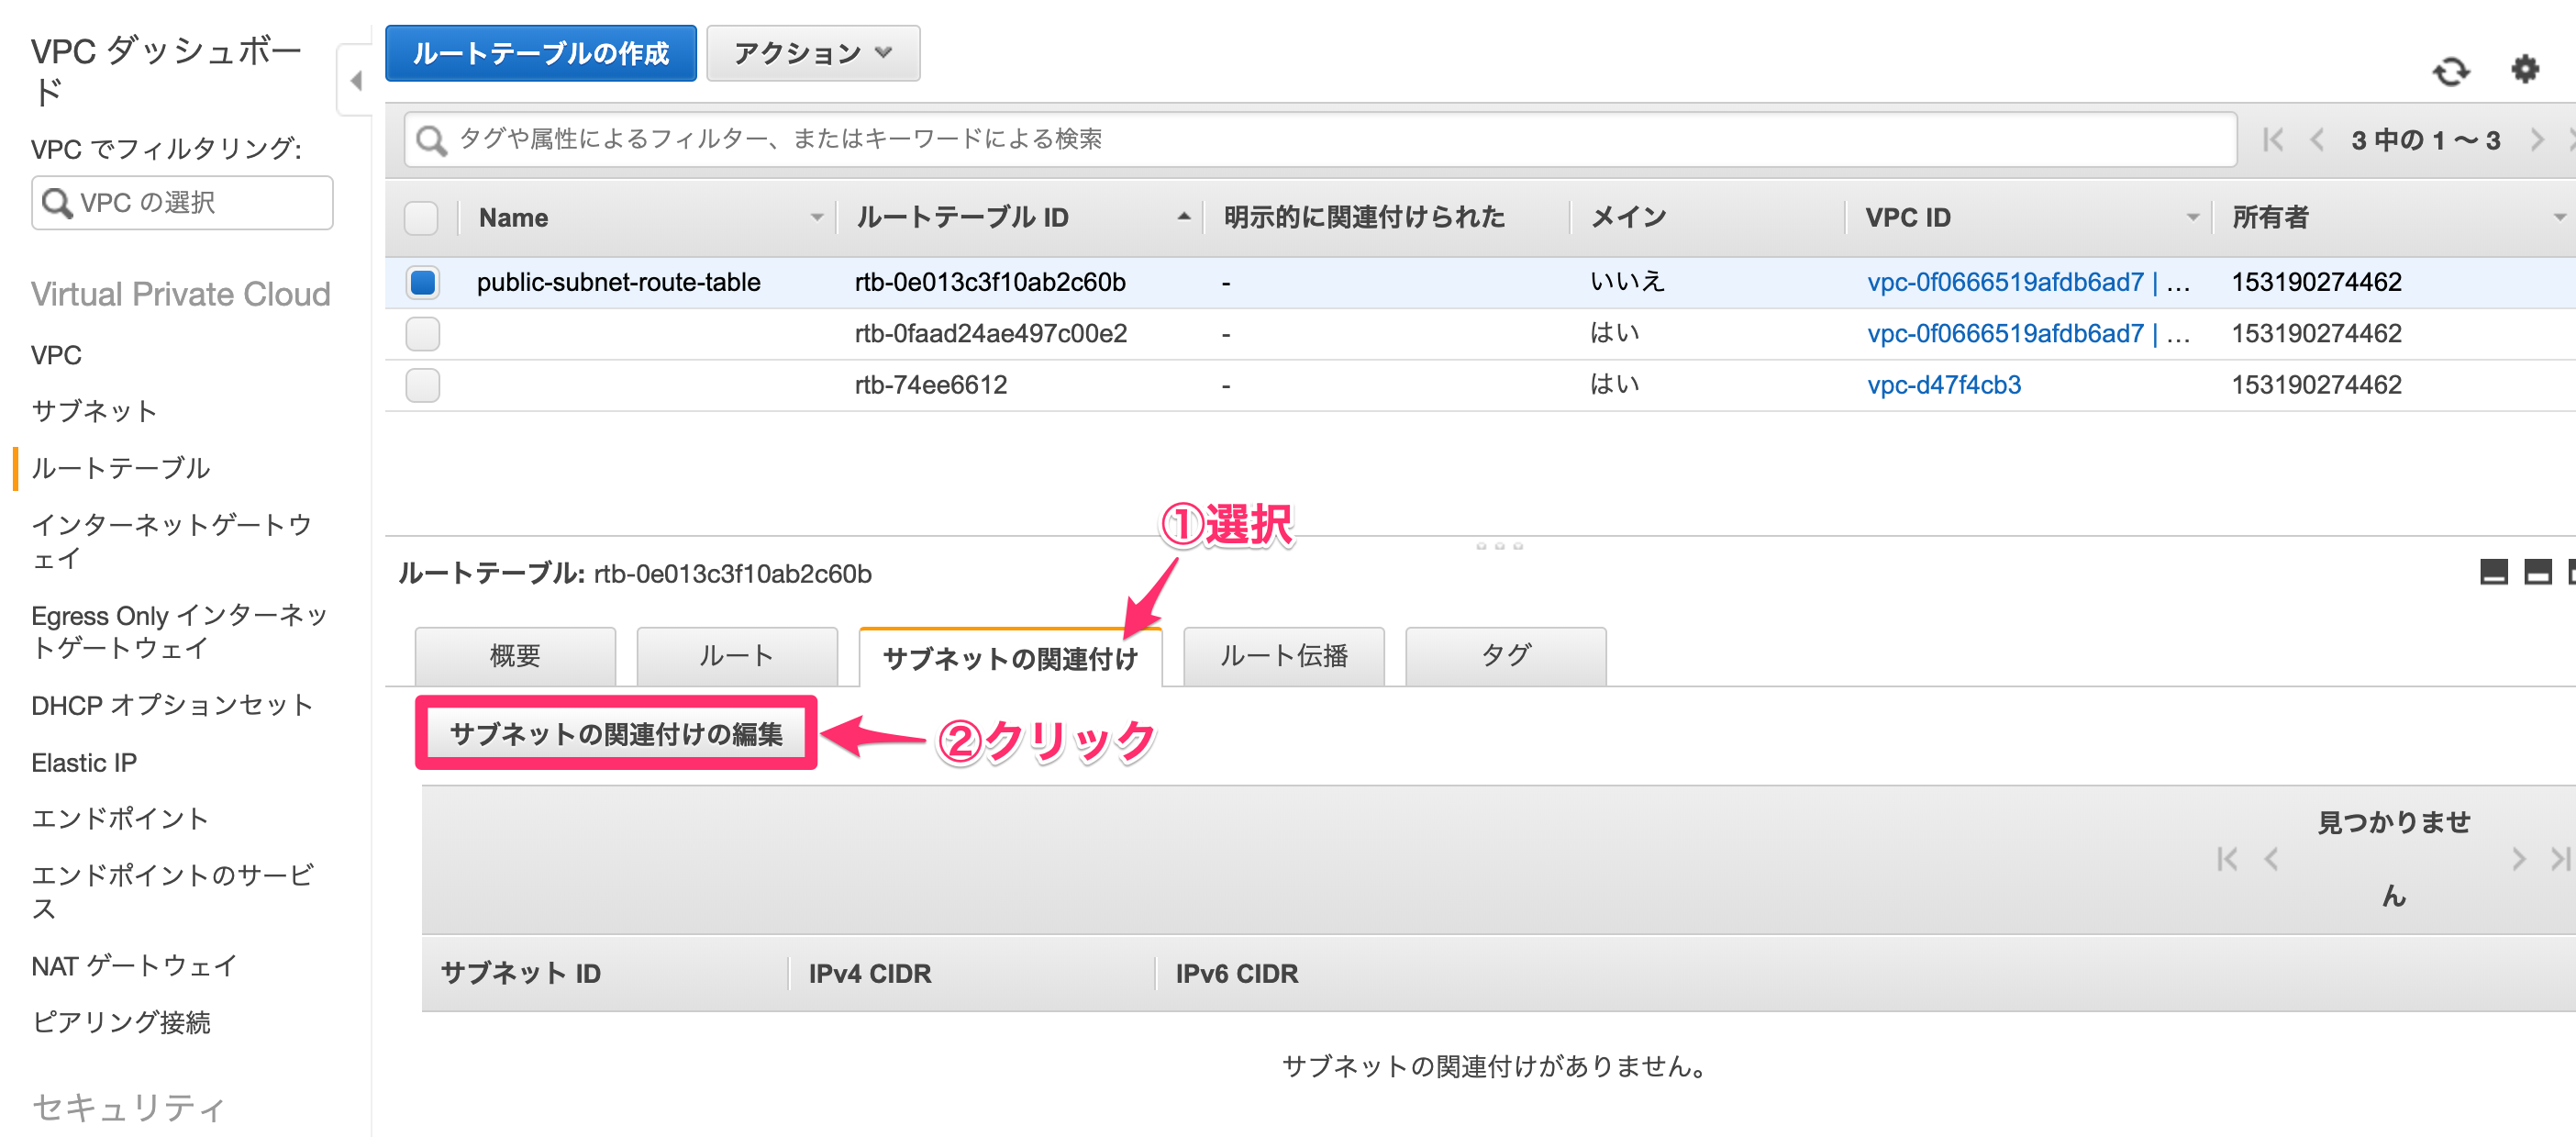 VPC ダッシュボー
ド
VPC でフィルタリング:
VPC の選択
Virtual Private Cloud
VPC
サブネット
ルートテーブル
インターネットゲートウ
ェイ
Egress Only インターネッ
トゲートウェイ
DHCP オプションセット
Elastic IP
エンドポイント
エンドポイントのサービ
ス
NAT ゲートウェイ
ピアリング接続
セキュリティ
ルートテーブルの作成 アクション
タグや属性によるフィルター、またはキーワードによる検索 3 中の 1 〜 3
Name ルートテーブル ID 明示的に関連付けられた メイン VPC ID 所有者
public-subnet-route-table rtb-0e013c3f10ab2c60b - いいえ vpc-0f0666519afdb6ad7 | … 153190274462
rtb-0faad24ae497c00e2 - はい vpc-0f0666519afdb6ad7 | … 153190274462
rtb-74ee6612 - はい vpc-d47f4cb3 153190274462
①選択
ルートテーブル: rtb-0e013c3f10ab2c60b
概要 ルート サブネットの関連付け ルート伝播 タグ
サブネットの関連付けの編集 ②クリック
見つかりませ
ん
サブネット ID IPv4 CIDR IPv6 CIDR
サブネットの関連付けがありません。